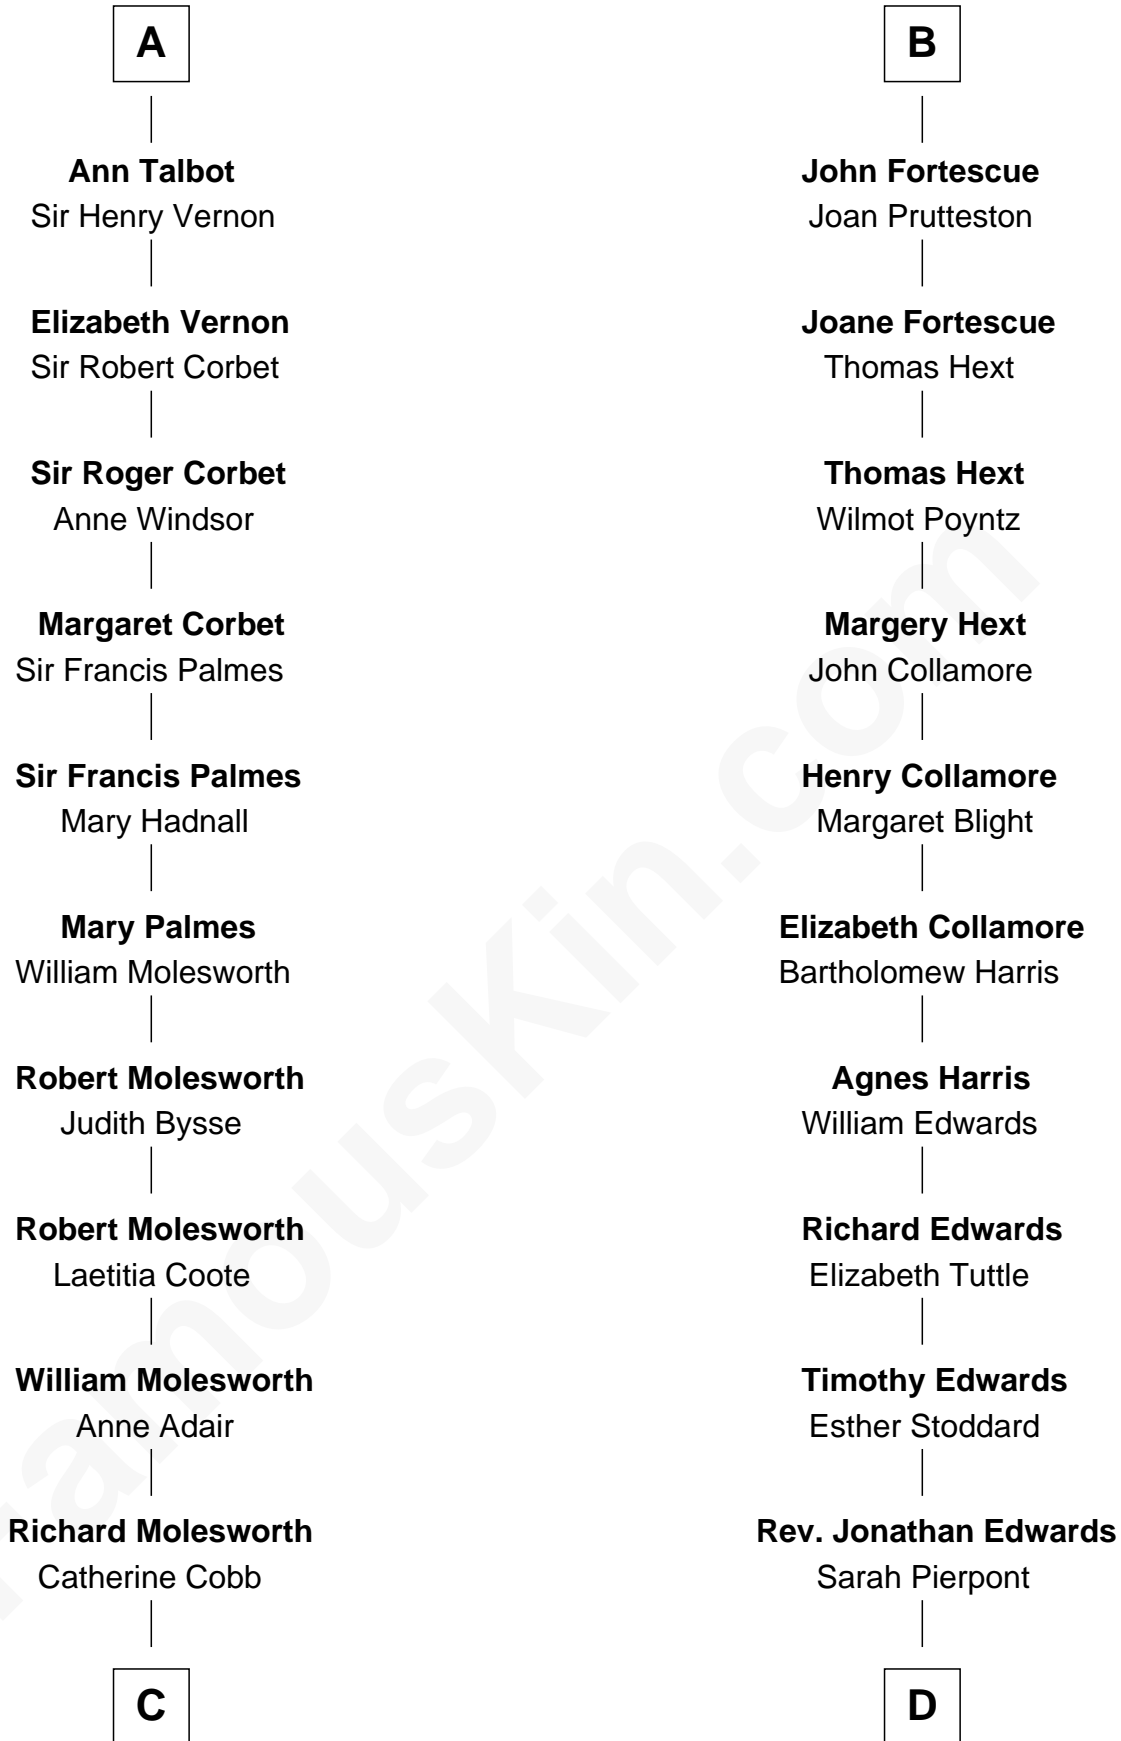 A
Ann Talbot
Sir Henry Vernon
Elizabeth Vernon
Sir Robert Corbet
Sir Roger Corbet
Anne Windsor
Margaret Corbet
Sir Francis Palmes
Sir Francis Palmes
Mary Hadnall
Mary Palmes
William Molesworth
Robert Molesworth
Judith Bysse
Robert Molesworth
Laetitia Coote
William Molesworth
Anne Adair
Richard Molesworth
Catherine Cobb
C
B
John Fortescue
Joan Prutteston
Joane Fortescue
Thomas Hext
Thomas Hext
Wilmot Poyntz
Margery Hext
John Collamore
Henry Collamore
Margaret Blight
Elizabeth Collamore
Bartholomew Harris
Agnes Harris
William Edwards
Richard Edwards
Elizabeth Tuttle
Timothy Edwards
Esther Stoddard
Rev. Jonathan Edwards
Sarah Pierpont
D
FamousKin.com